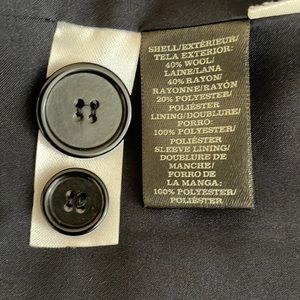 SHELL/EXTÉRIEUR/
TELA EXTERIOR:
40% WOOL/
LAINE/LANA
40% RAYON/
RAYONNE/RAYÓN
20% POLYESTER/
POLIÉSTER
LINING/DOUBLURE/
FORRO:
100% POLYESTER/
POLIÉSTER
SLEEVE LINING/
DOUBLURE DE
MANCHE/
FORRO DE
LA MANGA:
100% POLYESTER/
POLIÉSTER